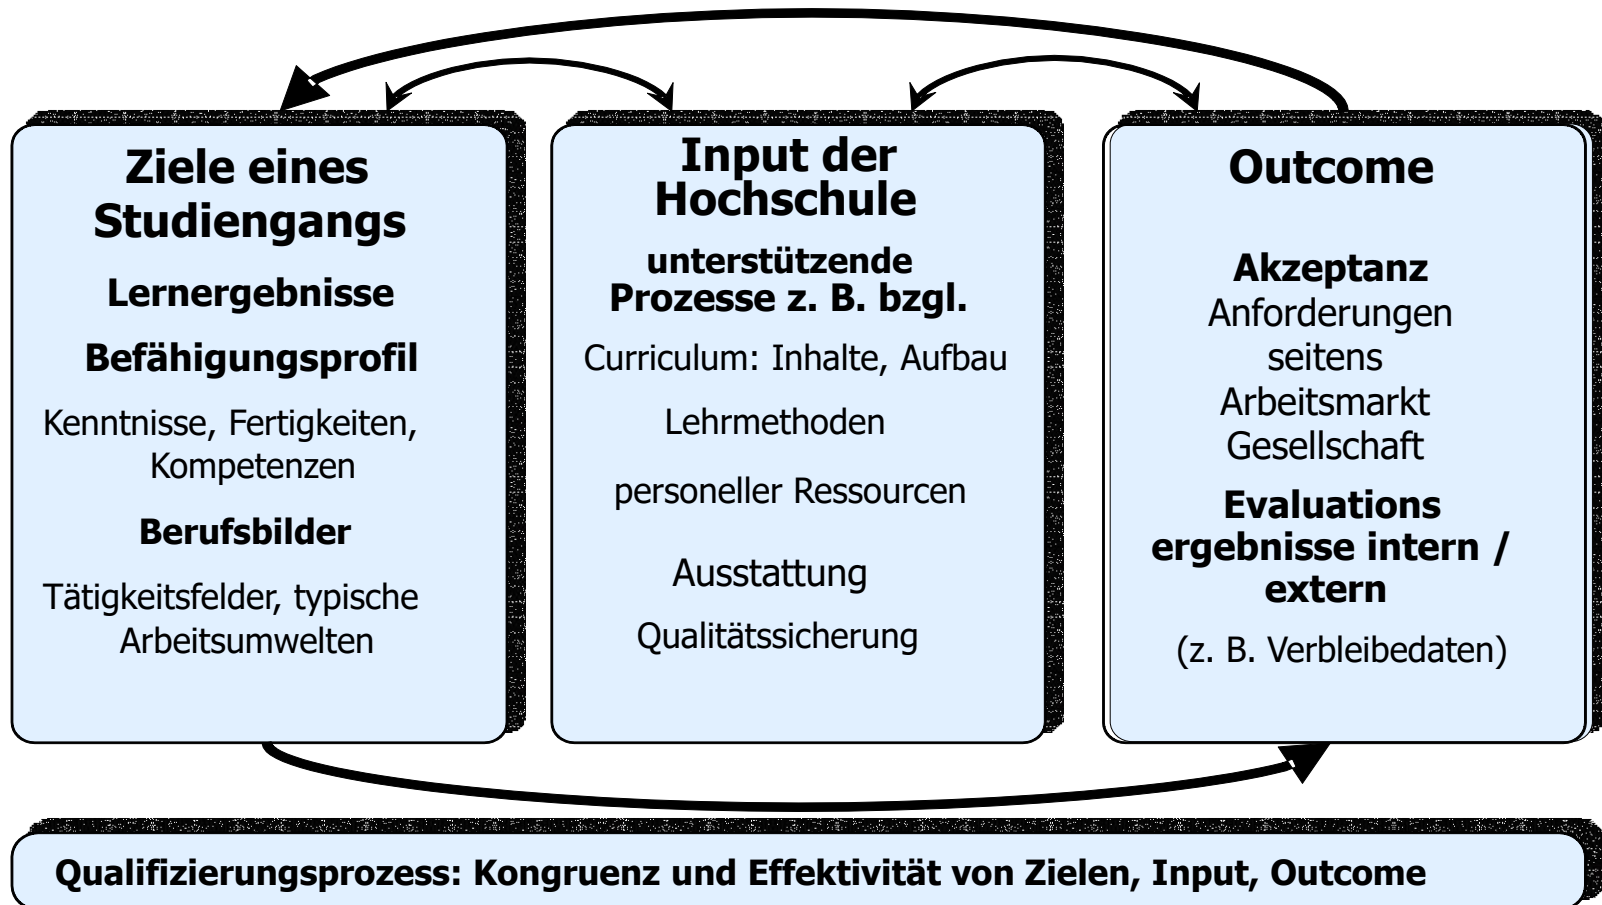 Ziele eines
Studiengangs
Lernergebnisse
Befähigungsprofil
Kenntnisse, Fertigkeiten,
Kompetenzen
Berufsbilder
Tätigkeitsfelder, typische
Arbeitsumwelten
Input der
Hochschule
unterstützende
Prozesse z. B. bzgl.
Curriculum: Inhalte, Aufbau
Lehrmethoden
personeller Ressourcen
Ausstattung
Qualitätssicherung
Outcome
Akzeptanz
Anforderungen
seitens
Arbeitsmarkt
Gesellschaft
Evaluations
ergebnisse intern /
extern
(z. B. Verbleibedaten)
Qualifizierungsprozess: Kongruenz und Effektivität von Zielen, Input, Outcome